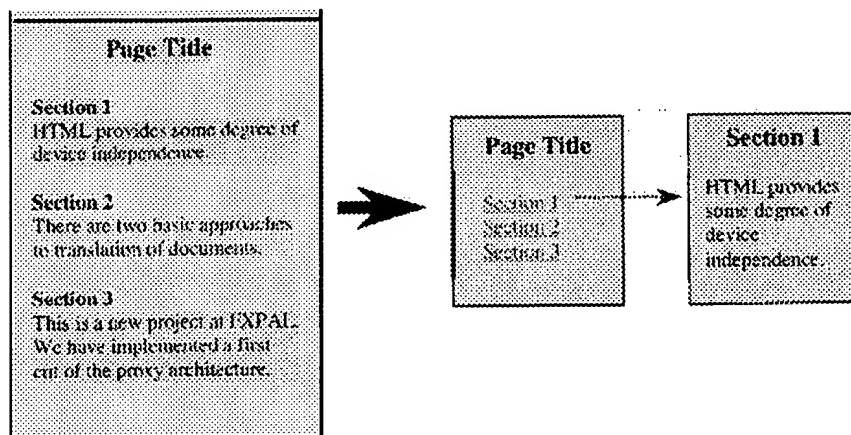 Page Title
Section 1
HTML provides some degree of
device independence.
Section 2
There are two basic approaches
to translation of documents.
Section 3
This is a new project at FXPAL.
We have implemented a first
cut of the proxy architecture.
Page Title
Section 1
Section 2
Section 3
Section 1
HTML provides
some degree of
device
independence.